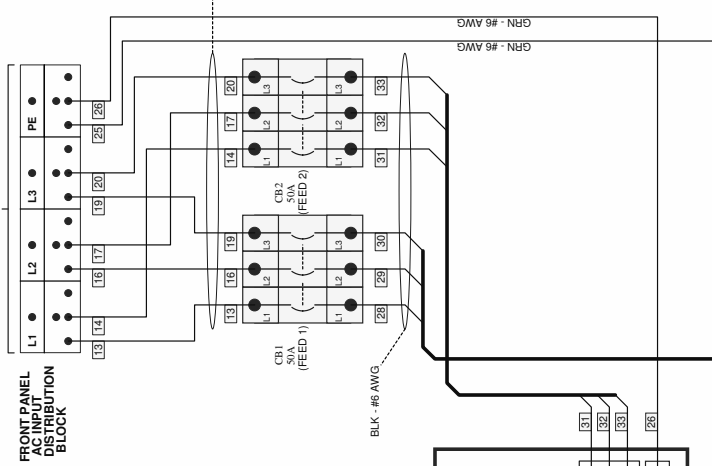 GRN - #6 AWG
GRN - #6 AWG
PE
26
25
L3
20
19
L2
17
16
L1
14
13
FRONT PANEL
AC INPUT
DISTRIBUTION
BLOCK
20
17
14
L3
L2
L1
L3
L2
L1
33
32
31
CB2
50A
(FEED 2)
19
16
13
L3
L2
L1
L3
L2
L1
30
29
28
CB1
50A
(FEED 1)
BLK - #6 AWG
31
32
33
26